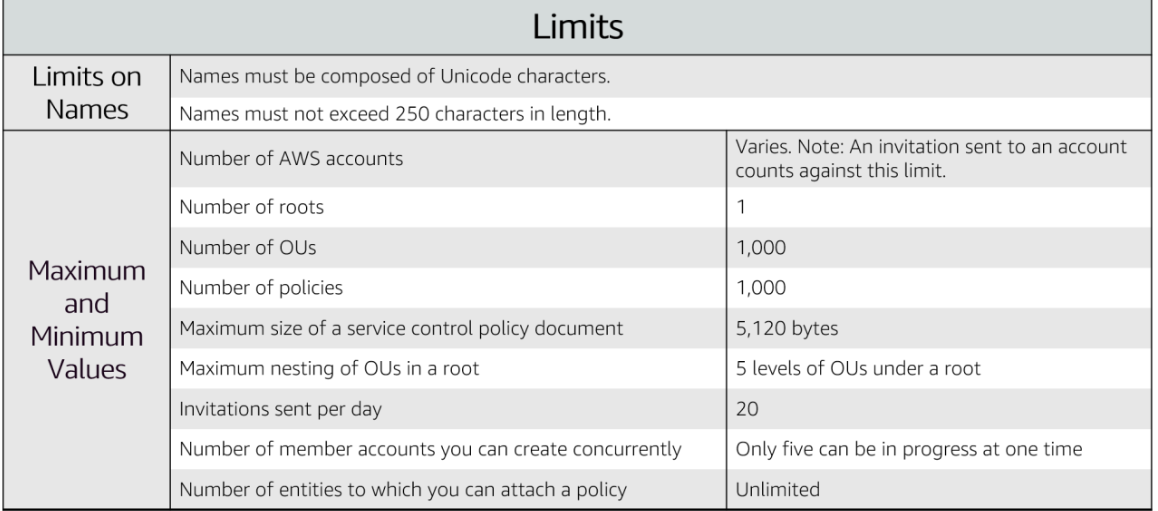 Limits
Limits on
Names
Names must be composed of Unicode characters.
Names must not exceed 250 characters in length.
Maximum
and
Minimum
Values
Number of AWS accounts
Varies. Note: An invitation sent to an account
counts against this limit.
Number of roots
1
Number of OUs
1,000
Number of policies
1,000
Maximum size of a service control policy document
5,120 bytes
Maximum nesting of OUs in a root
5 levels of OUs under a root
Invitations sent per day
20
Number of member accounts you can create concurrently
Only five can be in progress at one time
Number of entities to which you can attach a policy
Unlimited